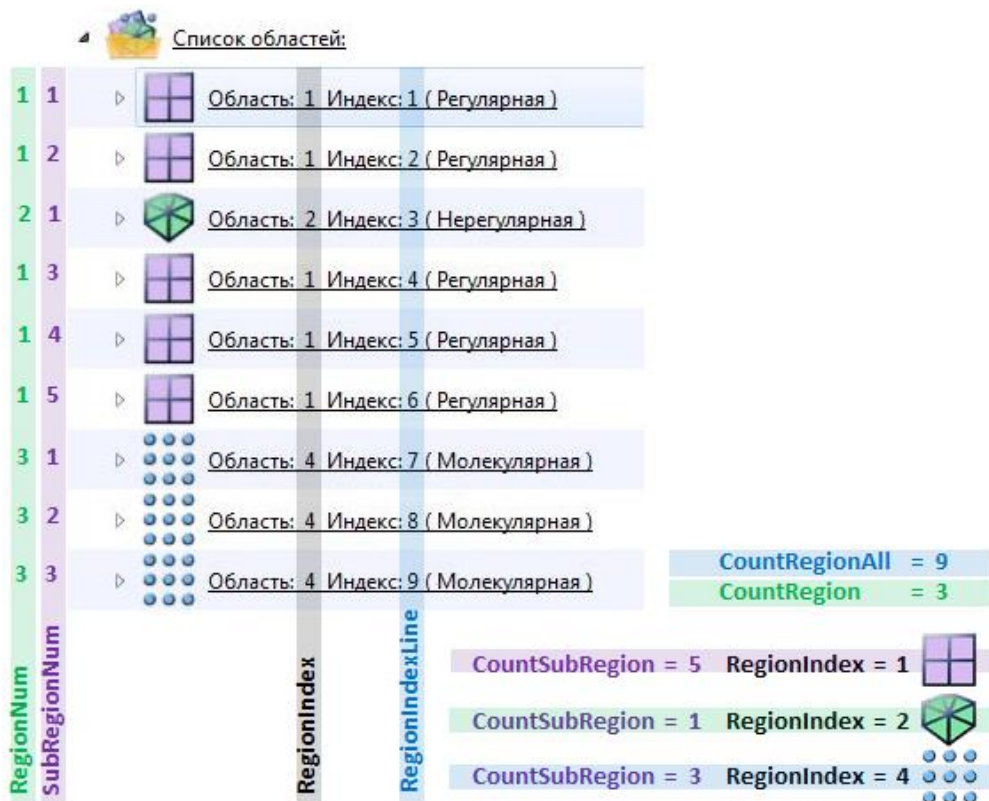 Список областей:
1 1 Область: 1 Индекс: 1 ( Регулярная )
1 2 Область: 1 Индекс: 2 ( Регулярная )
2 1 Область: 2 Индекс: 3 ( Нерегулярная )
1 3 Область: 1 Индекс: 4 ( Регулярная )
1 4 Область: 1 Индекс: 5 ( Регулярная )
1 5 Область: 1 Индекс: 6 ( Регулярная )
3 1 Область: 4 Индекс: 7 ( Молекулярная )
3 2 Область: 4 Индекс: 8 ( Молекулярная )
3 3 Область: 4 Индекс: 9 ( Молекулярная )
CountRegionAll = 9
CountRegion = 3
RegionNum
SubRegionNum
RegionIndex
RegionIndexLine
CountSubRegion = 5 RegionIndex = 1
CountSubRegion = 1 RegionIndex = 2
CountSubRegion = 3 RegionIndex = 4